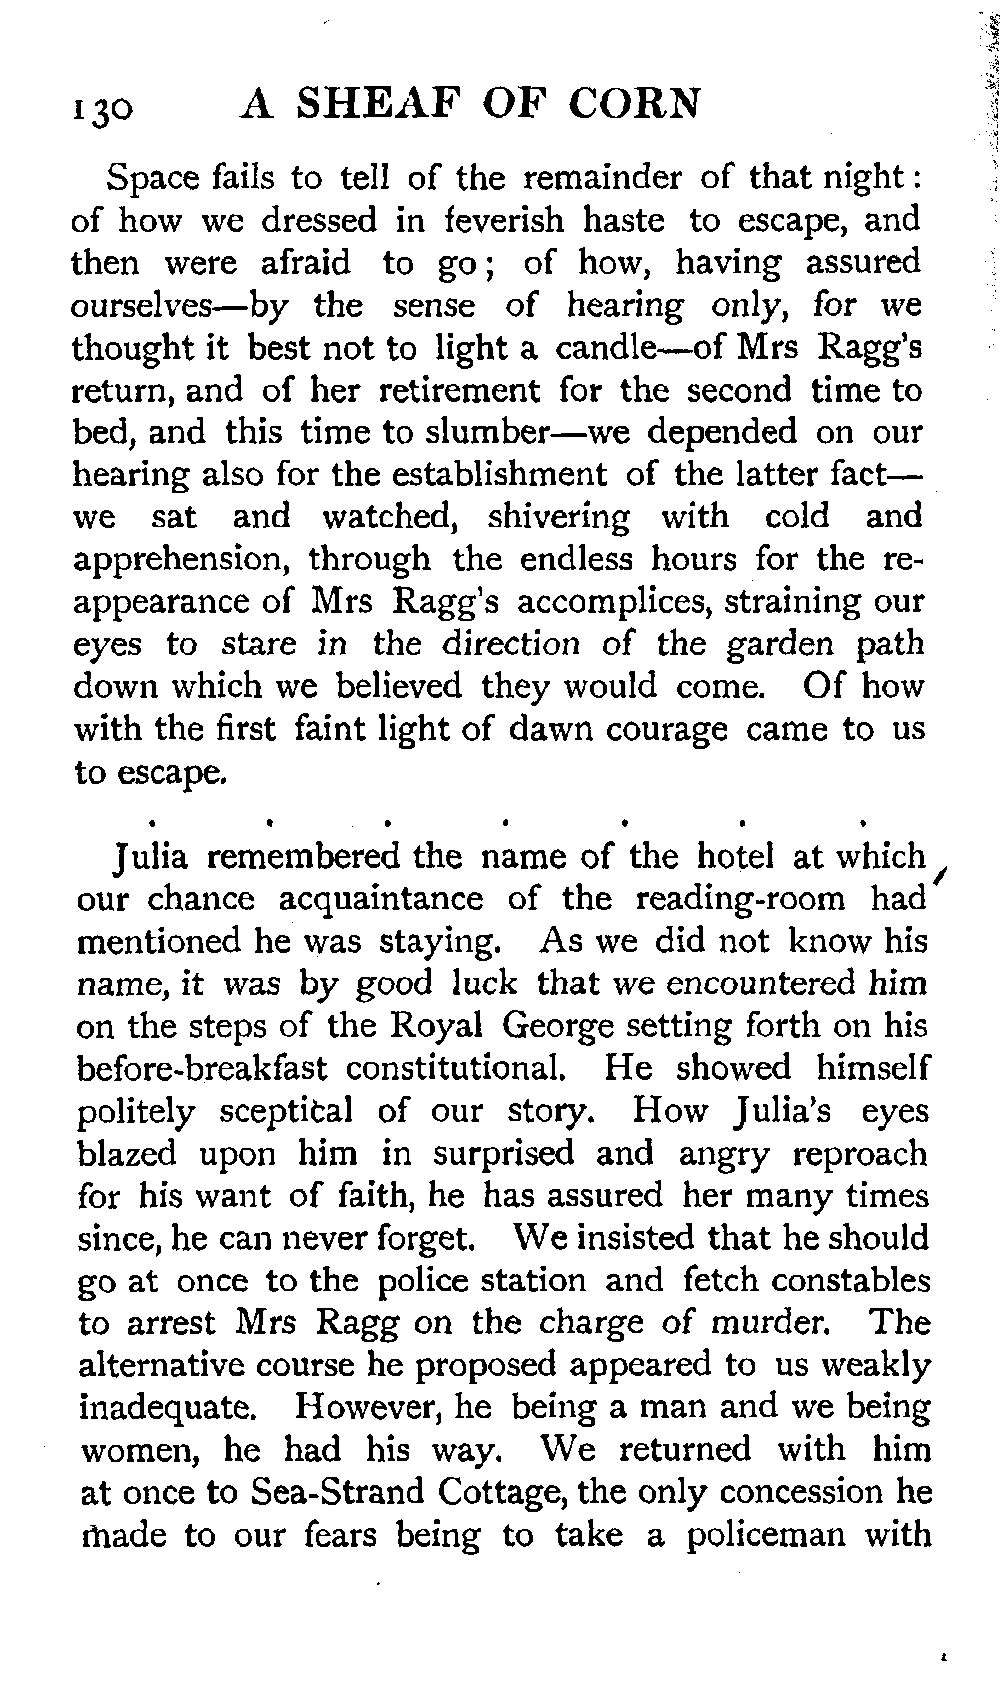 130 A SHEAF OF CORN
Space fails to tell of the remainder of that night:
of how we dressed in feverish haste to escape, and
then were afraid to go; of how, having assured
ourselves—by the sense of hearing only, for we
thought it best not to light a candle—of Mrs Ragg's
return, and of her retirement for the second time to
bed, and this time to slumber—we depended on our
hearing also for the establishment of the latter fact—
we sat and watched, shivering with cold and
apprehension, through the endless hours for the re-
appearance of Mrs Ragg's accomplices, straining our
eyes to stare in the direction of the garden path
down which we believed they would come. Of how
with the first faint light of dawn courage came to us
to escape.
. . . . . . .
Julia remembered the name of the hotel at which
our chance acquaintance of the reading-room had
mentioned he was staying. As we did not know his
name, it was by good luck that we encountered him
on the steps of the Royal George setting forth on his
before-breakfast constitutional. He showed himself
politely sceptical of our story. How Julia's eyes
blazed upon him in surprised and angry reproach
for his want of faith, he has assured her many times
since, he can never forget. We insisted that he should
go at once to the police station and fetch constables
to arrest Mrs Ragg on the charge of murder. The
alternative course he proposed appeared to us weakly
inadequate. However, he being a man and we being
women, he had his way. We returned with him
at once to Sea-Strand Cottage, the only concession he
made to our fears being to take a policeman with